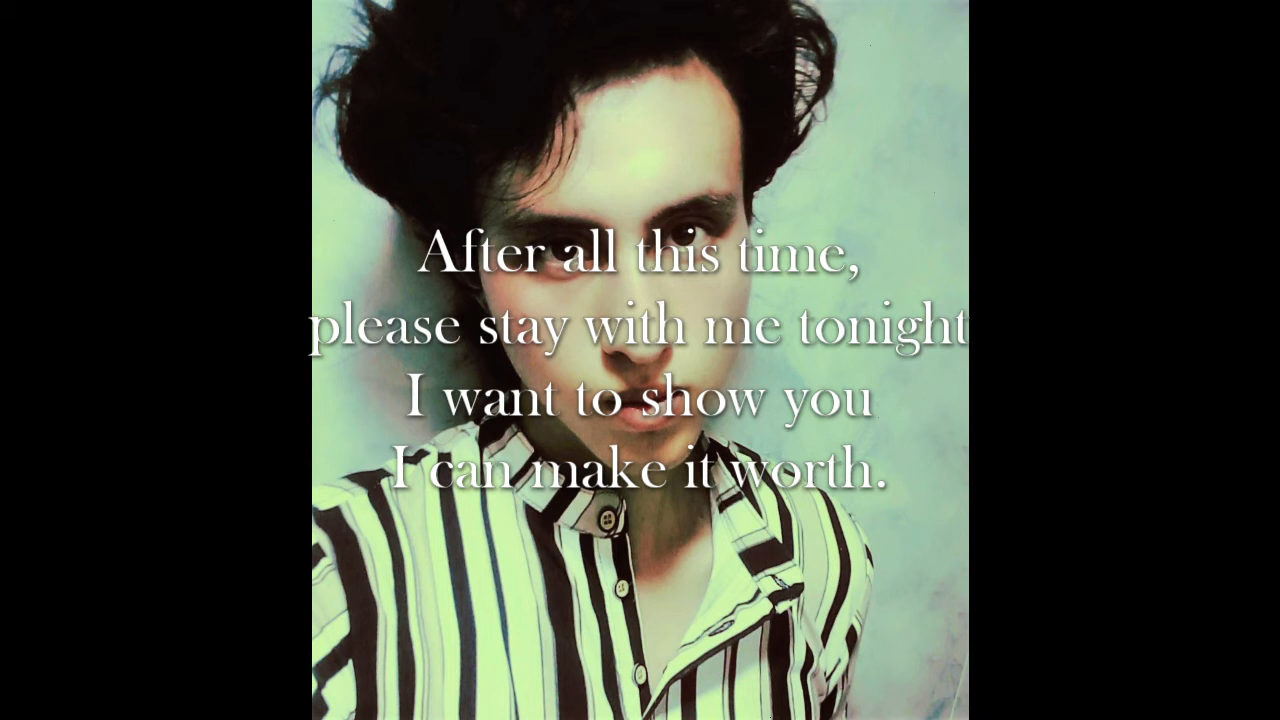 After all this time,
please stay with me tonight
I want to show you
I can make it worth.